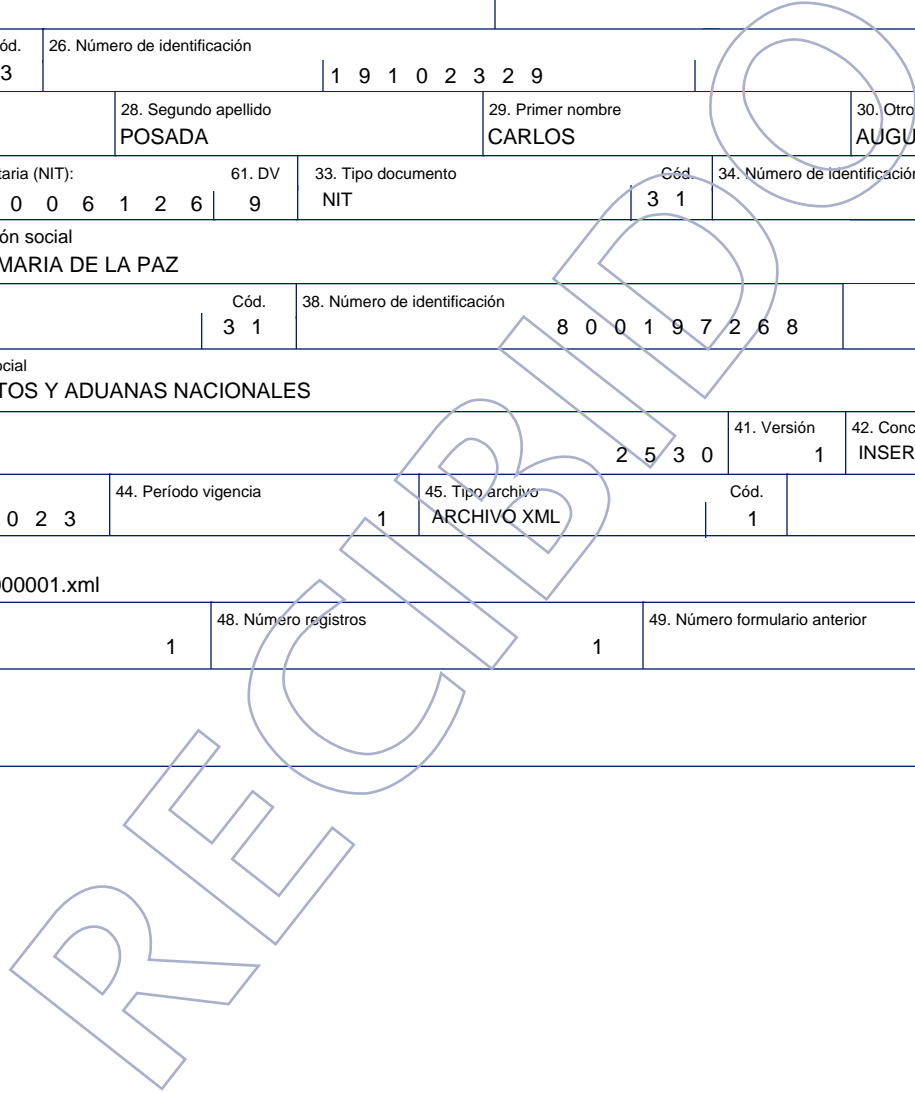 ód. 26. Número de identificación
3 1 9 1 0 2 3 2 9
28. Segundo apellido 29. Primer nombre 30. Otro
POSADA CARLOS AUGU
taria (NIT): 61. DV 33. Tipo documento Cód. 34. Número de identificación
0 0 6 1 2 6 9 NIT 3 1
ón social
MARIA DE LA PAZ
Cód. 38. Número de identificación
3 1 8 0 0 1 9 7 2 6 8
ocial
TOS Y ADUANAS NACIONALES
41. Versión 42. Conc
2 5 3 0 1 INSER
44. Período vigencia 45. Tipo archivo Cód.
0 2 3 1 ARCHIVO XML 1
000001.xml
48. Número registros 49. Número formulario anterior
1 1
RECIBIDO